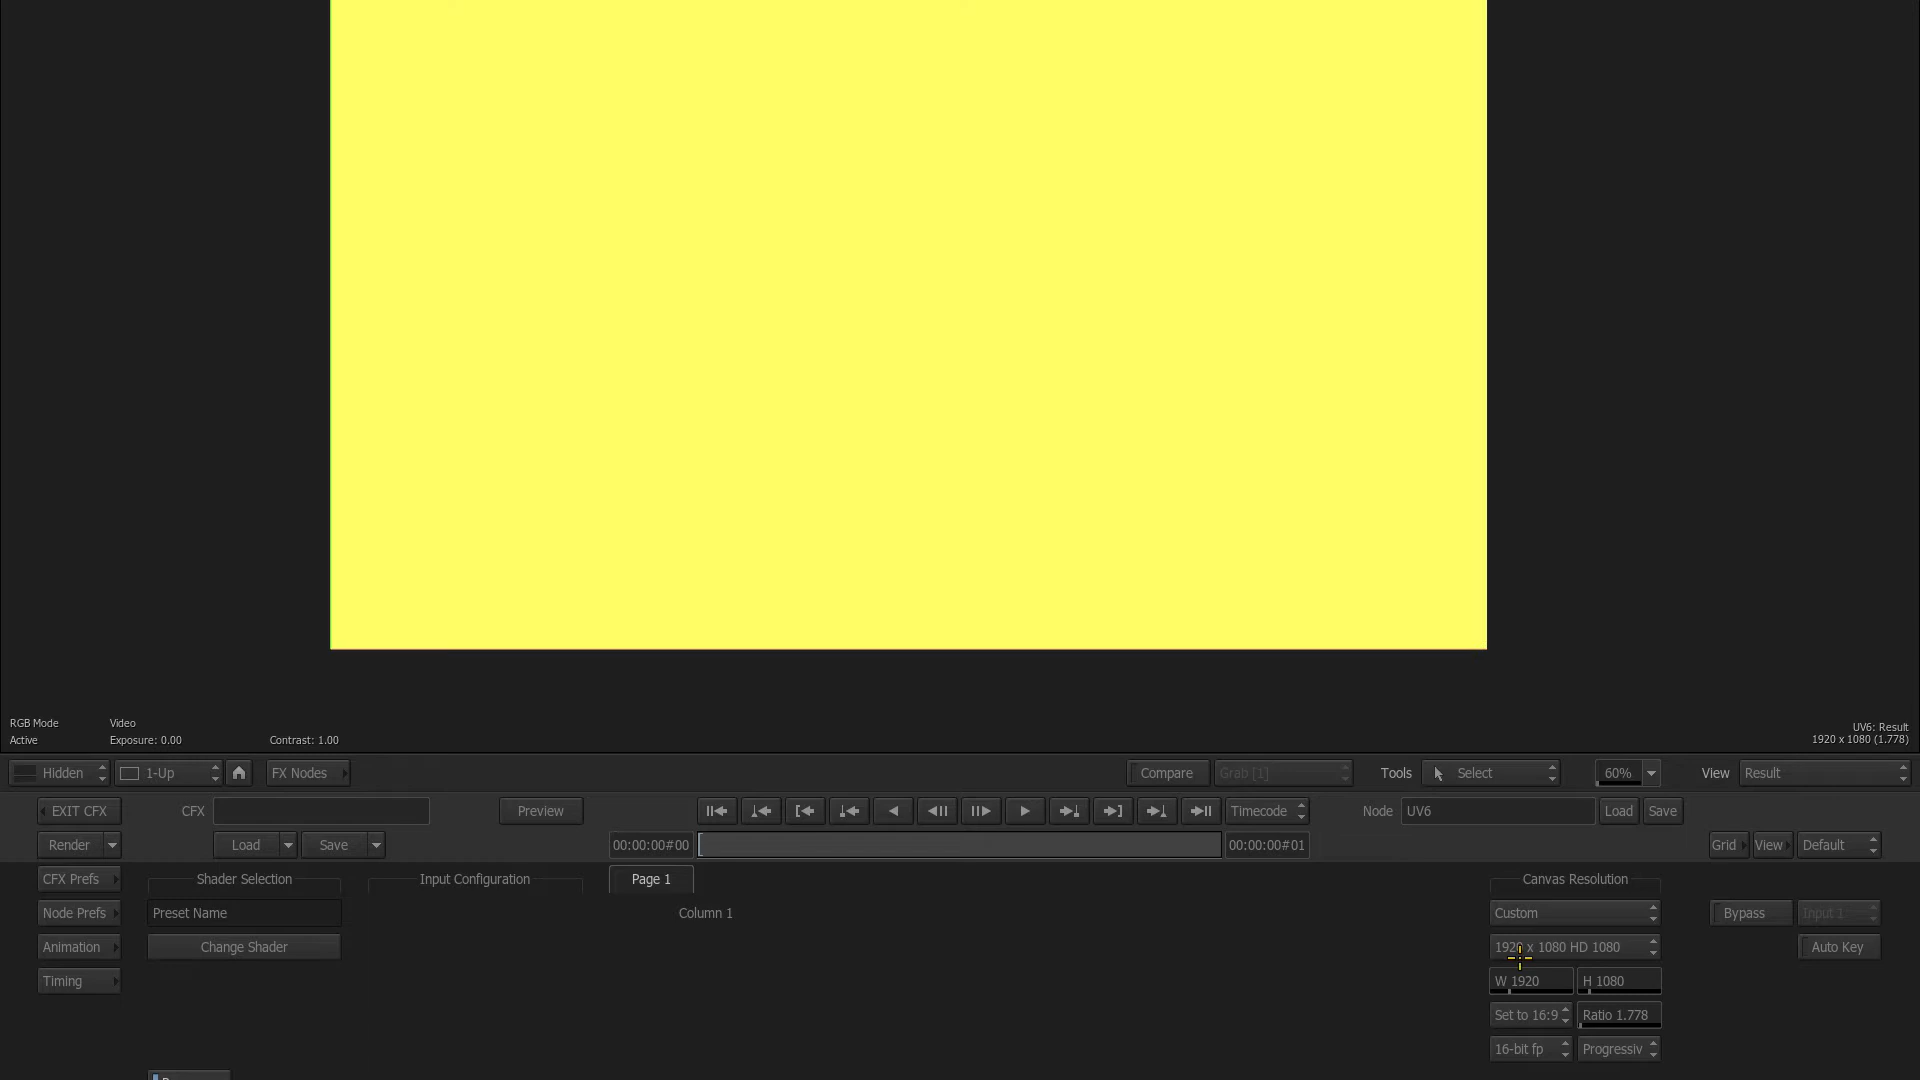 RGB Mode Video
Active Exposure: 0.00 Contrast: 1.00
UV6: Result
1920 x 1080 (1.778)
Hidden 1-Up FX Nodes Compare Grab [1] Tools Select 60% View Result
EXIT CFX CFX Preview Timecode Node UV6 Load Save
Render Load Save 00:00:00#00 00:00:00#01 Grid View Default
CFX Prefs Shader Selection Input Configuration Page 1 Canvas Resolution
Node Prefs Preset Name Column 1 Custom Bypass Input 1
Animation Change Shader 1920 x 1080 HD 1080 Auto Key
Timing W 1920 H 1080
Set to 16:9 Ratio 1.778
16-bit fp Progressiv